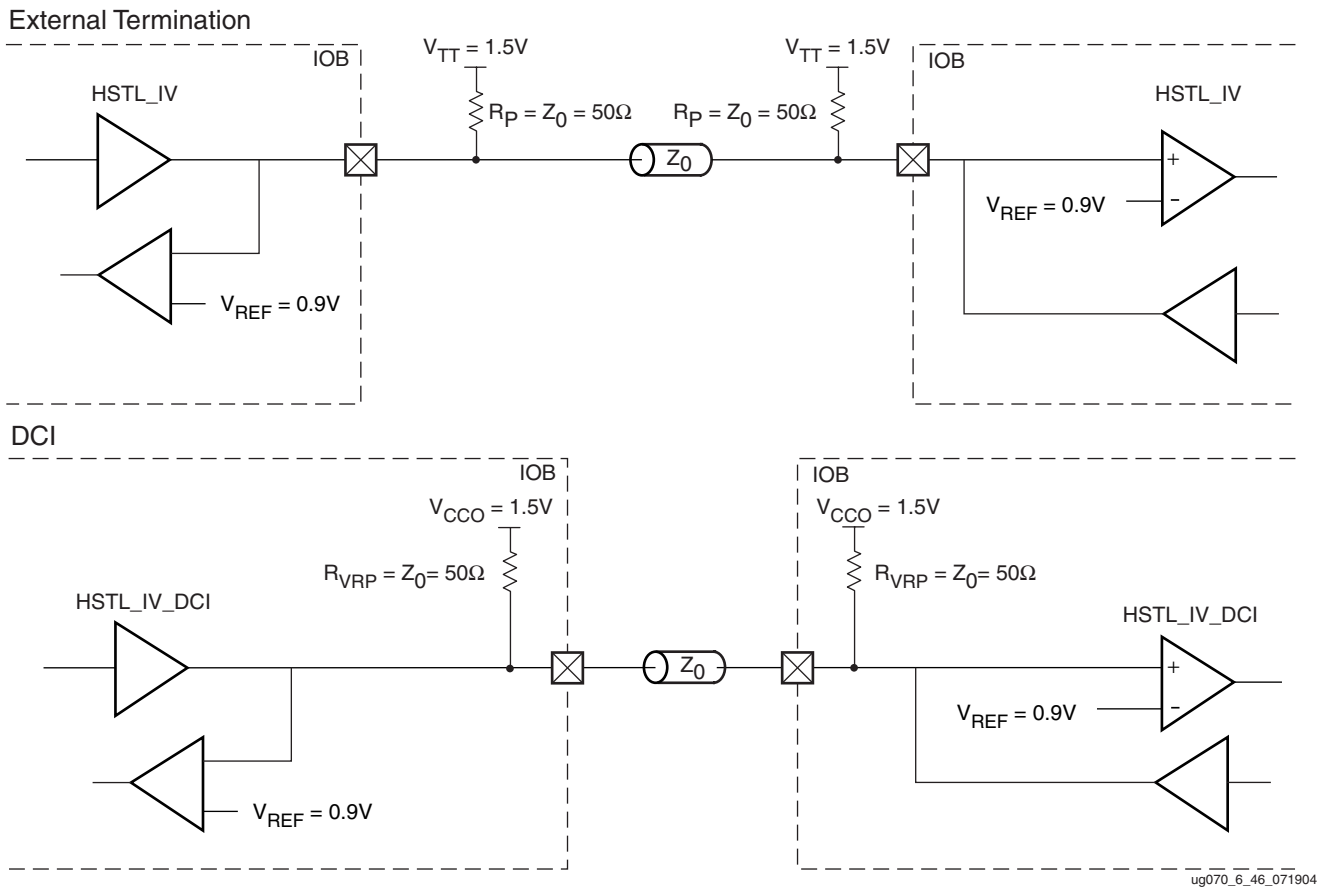 External Termination
IOB
V_TT = 1.5V
V_TT = 1.5V
IOB
HSTL_IV
R_P = Z_0 = 50Ω
R_P = Z_0 = 50Ω
HSTL_IV
Z_0
+
V_REF = 0.9V
–
V_REF = 0.9V
DCI
IOB
IOB
V_CCO = 1.5V
V_CCO = 1.5V
R_VRP = Z_0= 50Ω
R_VRP = Z_0= 50Ω
HSTL_IV_DCI
HSTL_IV_DCI
Z_0
+
V_REF = 0.9V
–
V_REF = 0.9V
ug070_6_46_071904